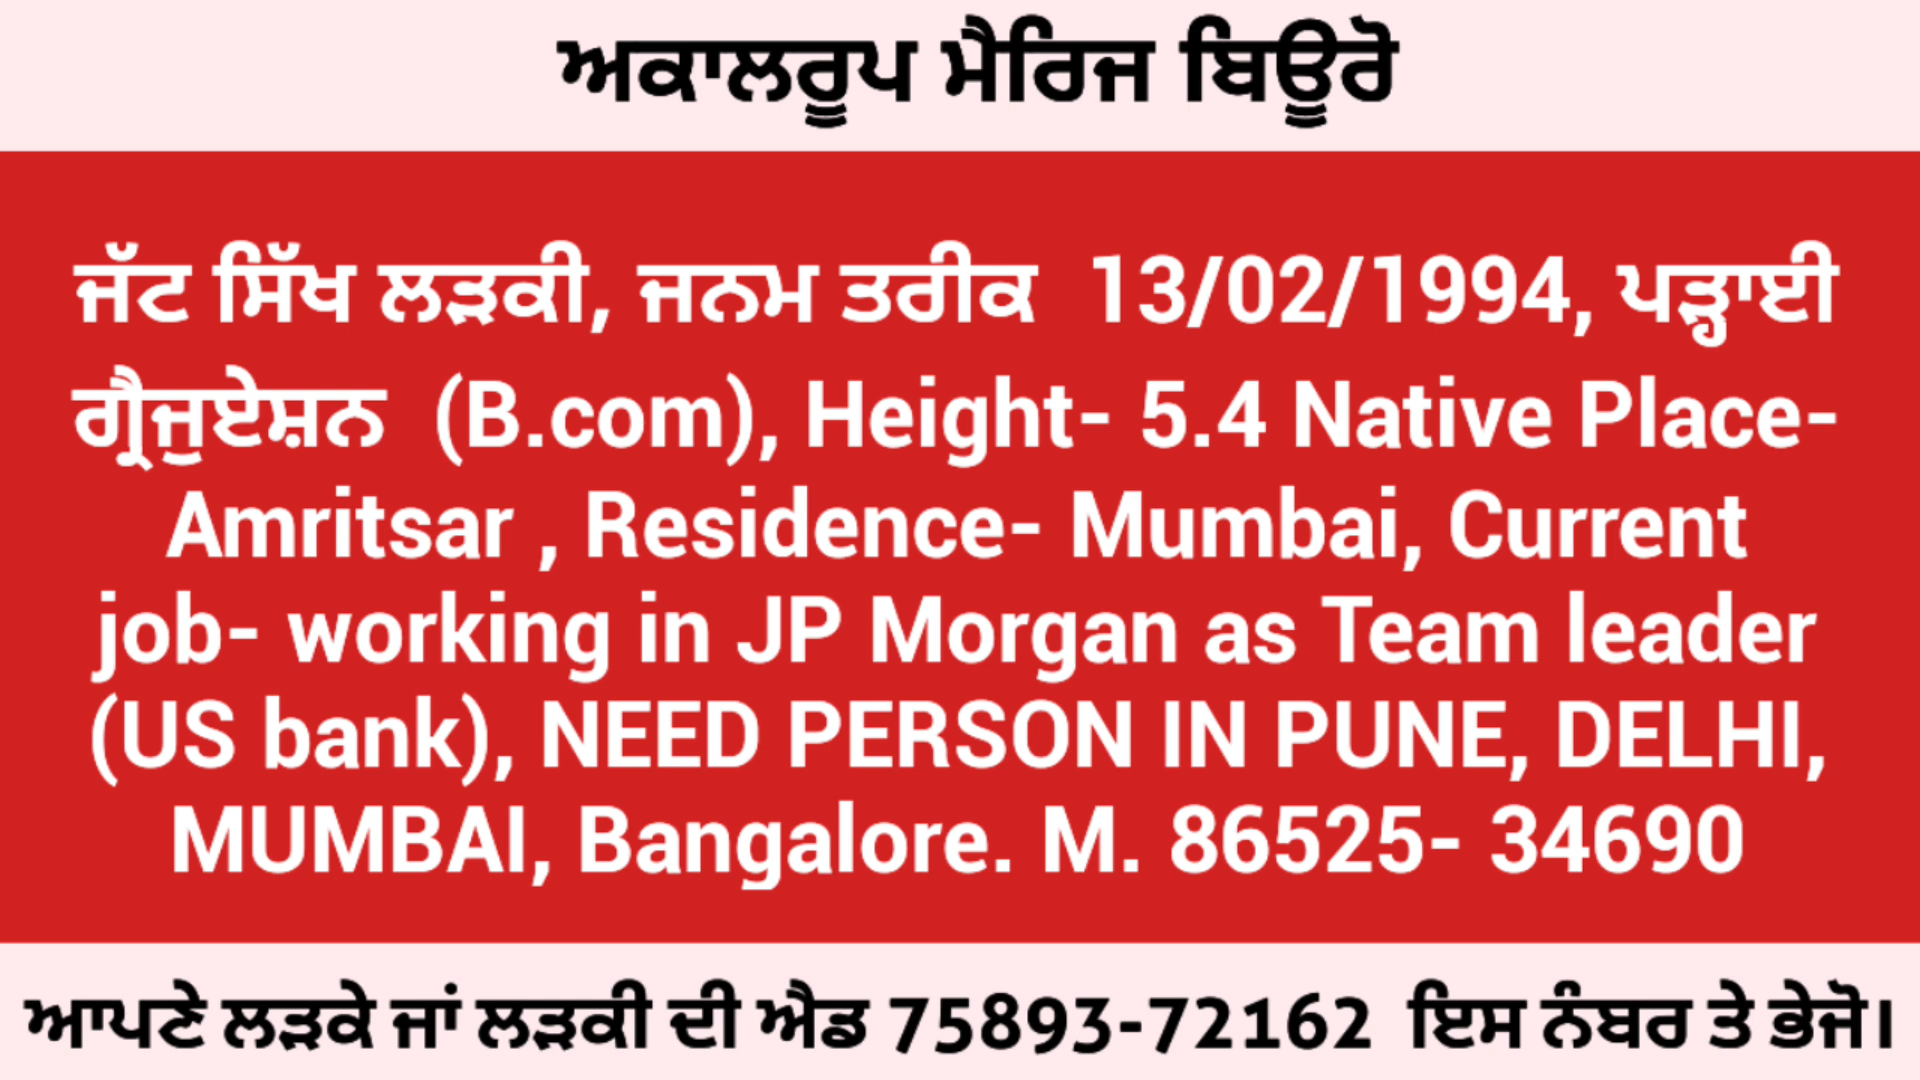 ਅਕਾਲਰੂਪ ਮੈਰਿਜ ਬਿਊਰੋ
ਜੱਟ ਸਿੱਖ ਲੜਕੀ, ਜਨਮ ਤਰੀਕ 13/02/1994, ਪੜ੍ਹਾਈ
ਗ੍ਰੈਜੁਏਸ਼ਨ (B.com), Height- 5.4 Native Place-
Amritsar , Residence- Mumbai, Current
job- working in JP Morgan as Team leader
(US bank), NEED PERSON IN PUNE, DELHI,
MUMBAI, Bangalore. M. 86525- 34690
ਆਪਣੇ ਲੜਕੇ ਜਾਂ ਲੜਕੀ ਦੀ ਐਡ 75893-72162 ਇਸ ਨੰਬਰ ਤੇ ਭੇਜੋ।